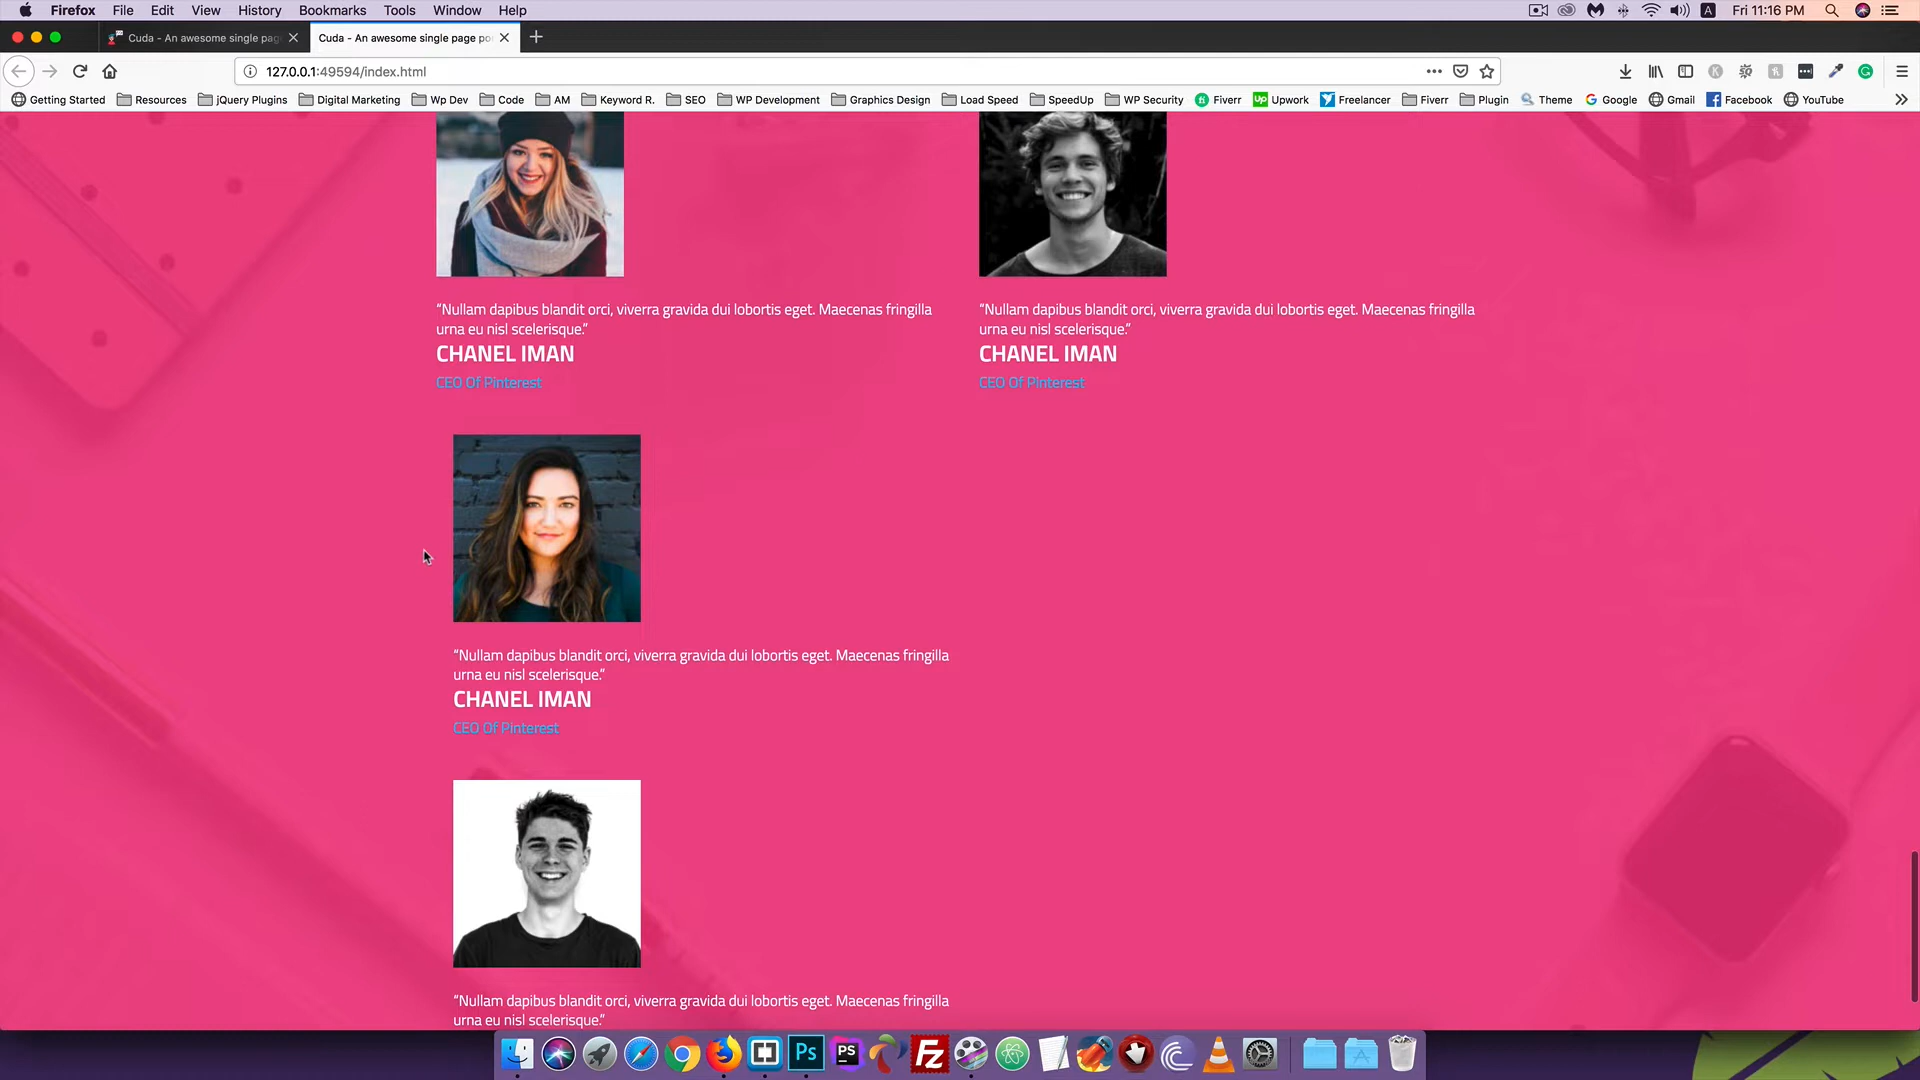 Firefox File Edit View History Bookmarks Tools Window Help
A Fri 11:16 PM
Cuda - An awesome single pag
Cuda - An awesome single page po
127.0.0.1:49594/index.html
Getting Started Resources jQuery Plugins Digital Marketing Wp Dev Code AM Keyword R. SEO WP Development Graphics Design Load Speed SpeedUp WP Security Fiverr Upwork Freelancer Fiverr Plugin Theme Google Gmail Facebook YouTube
“Nullam dapibus blandit orci, viverra gravida dui lobortis eget. Maecenas fringilla
urna eu nisl scelerisque.”
CHANEL IMAN
CEO Of Pinterest
“Nullam dapibus blandit orci, viverra gravida dui lobortis eget. Maecenas fringilla
urna eu nisl scelerisque.”
CHANEL IMAN
CEO Of Pinterest
“Nullam dapibus blandit orci, viverra gravida dui lobortis eget. Maecenas fringilla
urna eu nisl scelerisque.”
CHANEL IMAN
CEO Of Pinterest
“Nullam dapibus blandit orci, viverra gravida dui lobortis eget. Maecenas fringilla
urna eu nisl scelerisque.”
Ps PS FZ